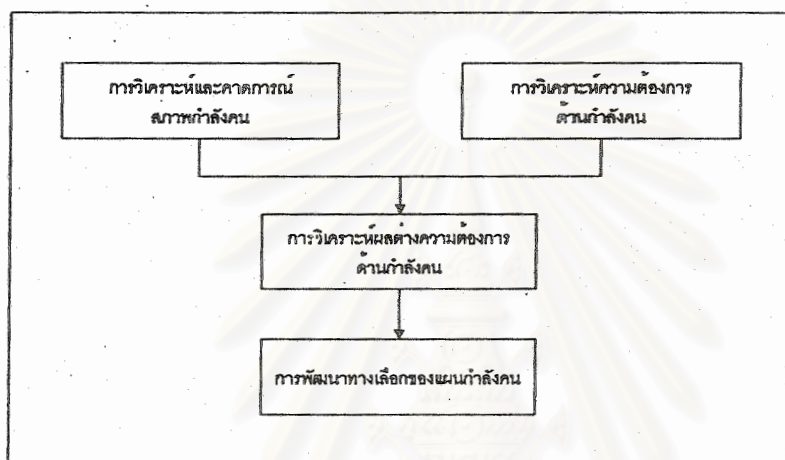 การวิเคราะห์และคาดการณ์
สภาพกำลังคน
การวิเคราะห์ความต้องการ
ด้านกำลังคน
การวิเคราะห์ผลต่างความต้องการ
ด้านกำลังคน
การพัฒนาทางเลือกของแผนกำลังคน